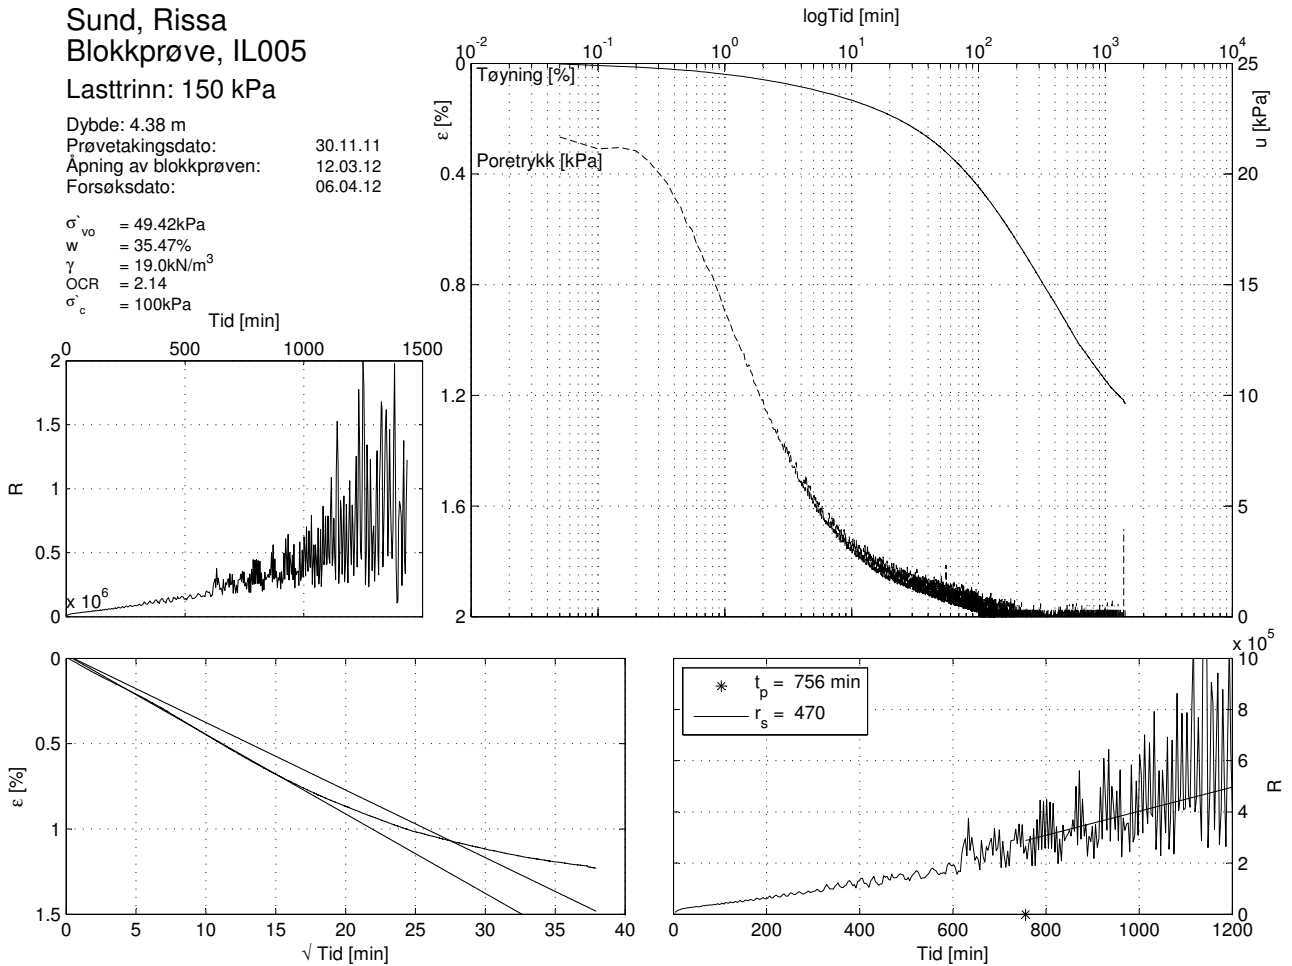 Sund, Rissa
Blokkprøve, IL005
Lasttrinn: 150 kPa
Dybde: 4.38 m
Prøvetakingsdato: 30.11.11
Åpning av blokkprøven: 12.03.12
Forsøksdato: 06.04.12
σ`vo = 49.42kPa
w = 35.47%
γ = 19.0kN/m³
OCR = 2.14
σ`c = 100kPa
logTid [min]
10⁻² 10⁻¹ 10⁰ 10¹ 10² 10³ 10⁴
Tøyning [%]
Poretrykk [kPa]
ε [%]
0
0.4
0.8
1.2
1.6
2
u [kPa]
25
20
15
10
5
0
Tid [min]
0 500 1000 1500
R
2
1.5
1
0.5
0
x 10⁶
ε [%]
0
0.5
1
1.5
0 5 10 15 20 25 30 35 40
√ Tid [min]
x 10⁵
tp = 756 min
rs = 470
R
10
8
6
4
2
0
0 200 400 600 800 1000 1200
Tid [min]